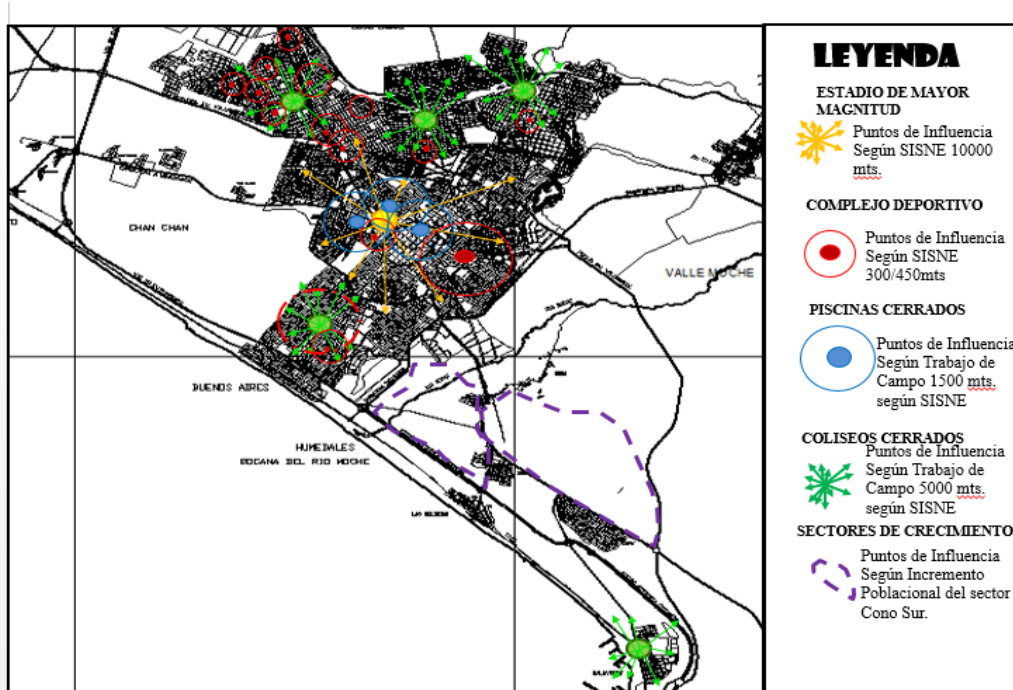 CHAN CHAN
VALLE MOCHE
BUENOS AIRES
HUMEDALES
BOCANA DEL RIO MOCHE
LEYENDA
ESTADIO DE MAYOR
MAGNITUD
Puntos de Influencia
Según SISNE 10000
mts.
COMPLEJO DEPORTIVO
Puntos de Influencia
Según SISNE
300/450mts
PISCINAS CERRADOS
Puntos de Influencia
Según Trabajo de
Campo 1500 mts.
según SISNE
COLISEOS CERRADOS
Puntos de Influencia
Según Trabajo de
Campo 5000 mts.
según SISNE
SECTORES DE CRECIMIENTO
Puntos de Influencia
Según Incremento
Poblacional del sector
Cono Sur.